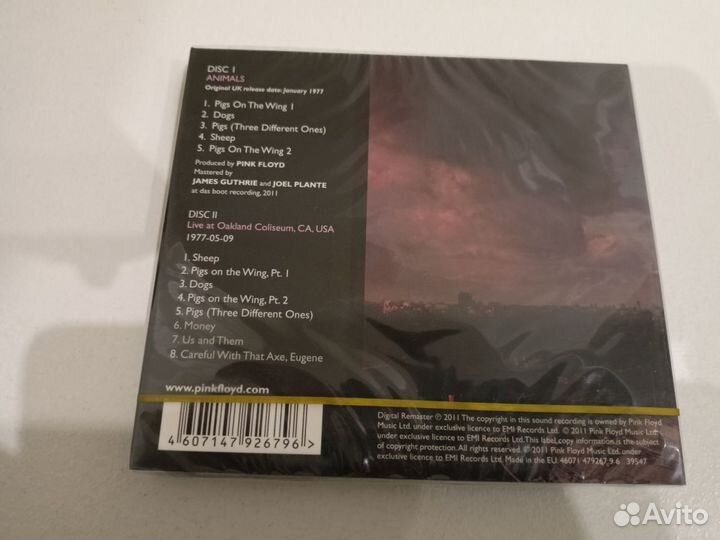 DISC I
ANIMALS
Original UK release date: January 1977
1. Pigs On The Wing 1
2. Dogs
3. Pigs (Three Different Ones)
4. Sheep
5. Pigs On The Wing 2
Produced by PINK FLOYD
Mastered by
JAMES GUTHRIE and JOEL PLANTE
at das boot recording, 2011
DISC II
Live at Oakland Coliseum, CA, USA
1977-05-09
1. Sheep
2. Pigs on the Wing, Pt. 1
3. Dogs
4. Pigs on the Wing, Pt. 2
5. Pigs (Three Different Ones)
6. Money
7. Us and Them
8. Careful With That Axe, Eugene
www.pinkfloyd.com
4 607147 926796 >
Digital Remaster ℗ 2011 The copyright in this sound recording is owned by Pink Floyd
Music Ltd. under exclusive licence to EMI Records Ltd. © 2011 Pink Floyd Music Ltd.
under exclusive licence to EMI Records Ltd. This label copy information is the subject
of copyright protection. All rights reserved. © 2011 Pink Floyd Music Ltd. under
exclusive licence to EMI Records Ltd. Made in the EU. 46071 479267 9 6 39547
Avito